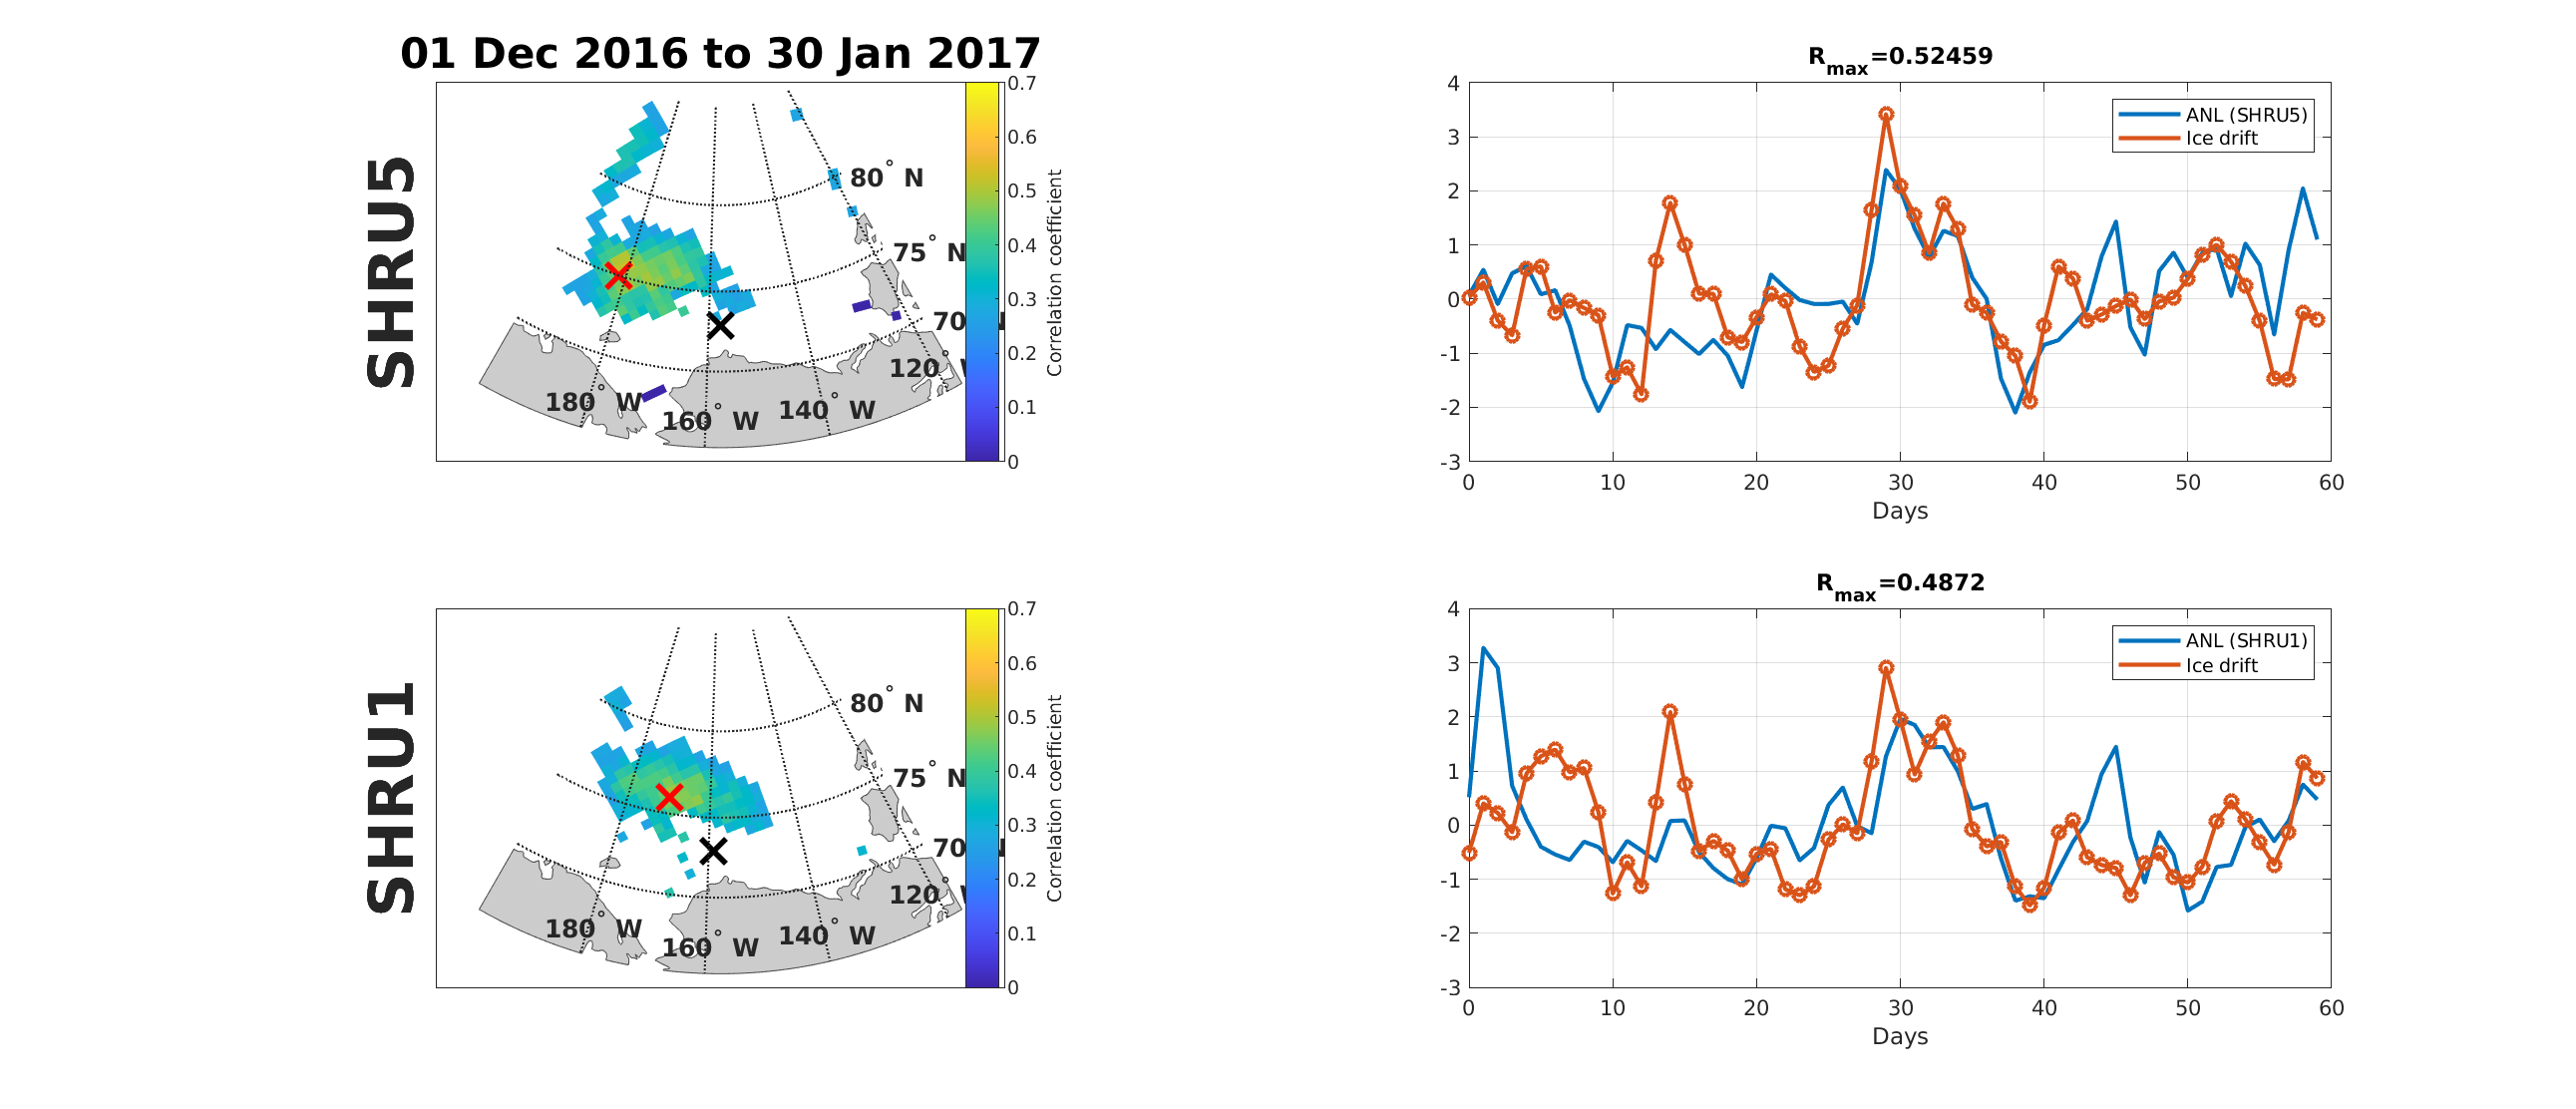 01 Dec 2016 to 30 Jan 2017
SHRU5
80° N
75° N
70° N
120° W
180° W
160° W
140° W
0.7
0.6
0.5
0.4
0.3
0.2
0.1
0
Correlation coefficient
Rmax=0.52459
ANL (SHRU5)
Ice drift
4
3
2
1
0
-1
-2
-3
0 10 20 30 40 50 60
Days
SHRU1
80° N
75° N
70° N
120° W
180° W
160° W
140° W
0.7
0.6
0.5
0.4
0.3
0.2
0.1
0
Correlation coefficient
Rmax=0.4872
ANL (SHRU1)
Ice drift
4
3
2
1
0
-1
-2
-3
0 10 20 30 40 50 60
Days